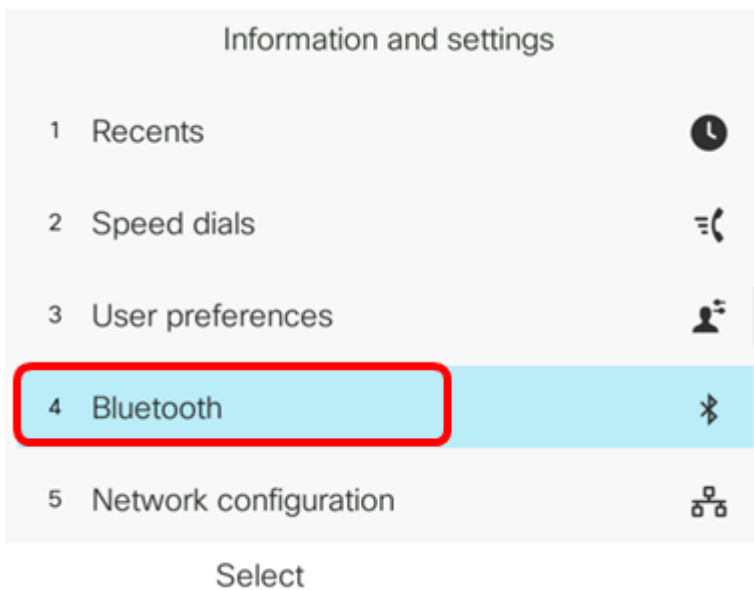 Information and settings
1 Recents
2 Speed dials
3 User preferences
4 Bluetooth
5 Network configuration
Select